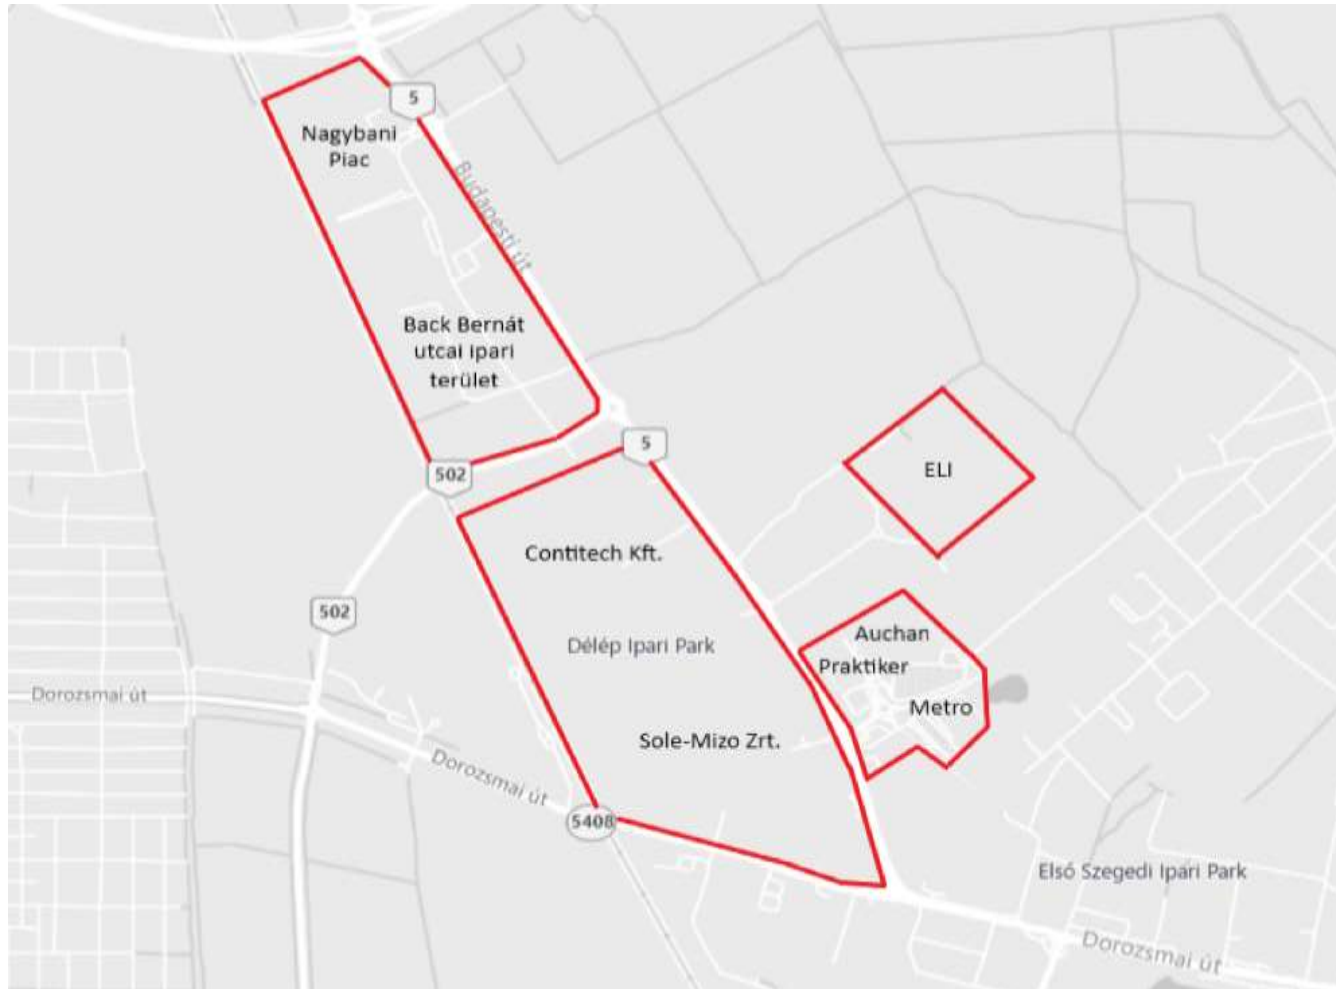 5
Nagybani
Piac
Budapesti út
Back Bernát
utcai ipari
terület
5
502
ELI
Contitech Kft.
502
Auchan
Délép Ipari Park
Praktiker
Dorozsmai út
Metro
Sole-Mizo Zrt.
Dorozsmai út
5408
Első Szegedi Ipari Park
Dorozsmai út